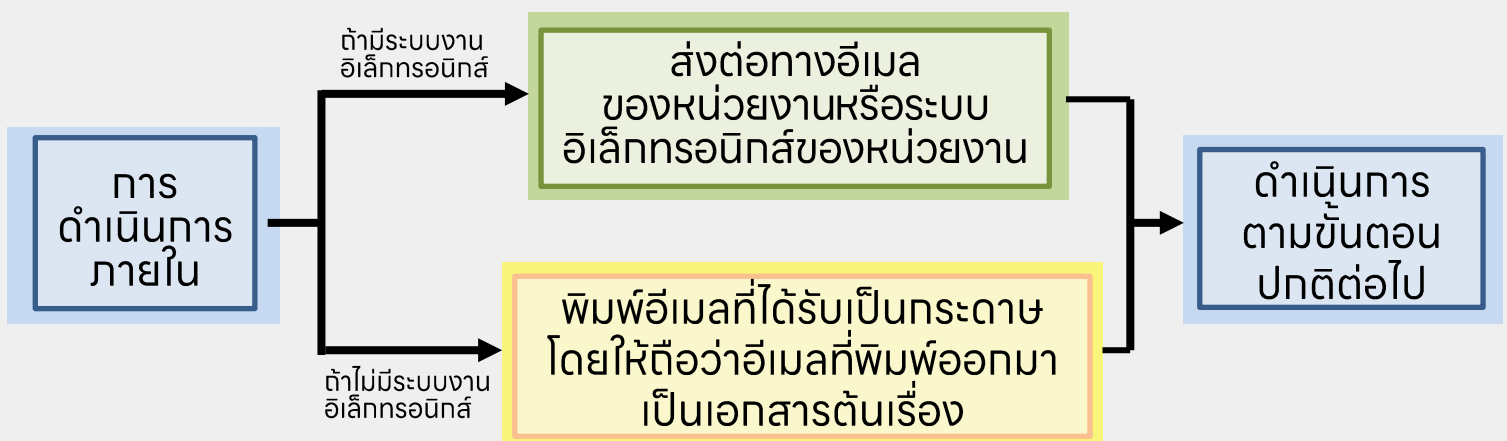 การ
ดำเนินการ
ภายใน
ถ้ามีระบบงาน
อิเล็กทรอนิกส์
ส่งต่อทางอีเมล
ของหน่วยงานหรือระบบ
อิเล็กทรอนิกส์ของหน่วยงาน
ถ้าไม่มีระบบงาน
อิเล็กทรอนิกส์
พิมพ์อีเมลที่ได้รับเป็นกระดาษ
โดยให้ถือว่าอีเมลที่พิมพ์ออกมา
เป็นเอกสารต้นเรื่อง
ดำเนินการ
ตามขั้นตอน
ปกติต่อไป